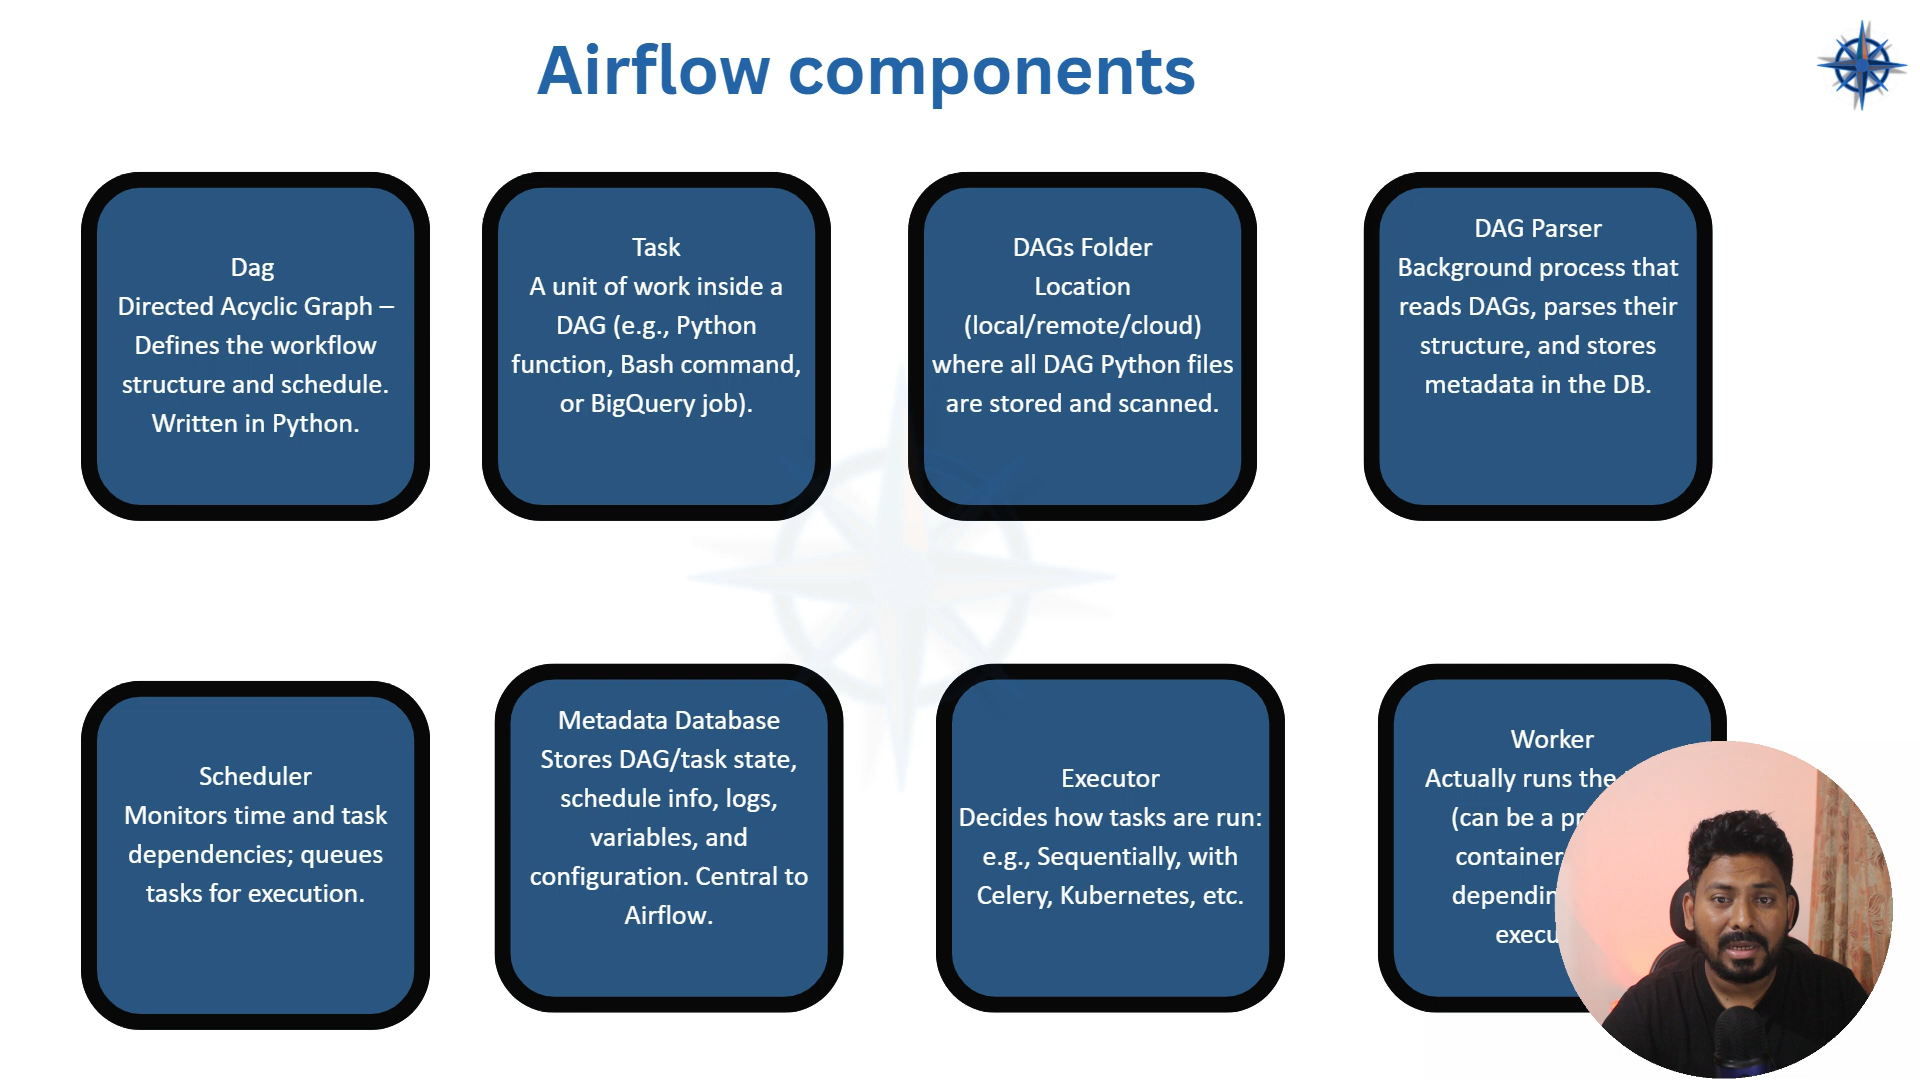 Airflow components
Dag
Directed Acyclic Graph –
Defines the workflow
structure and schedule.
Written in Python.
Task
A unit of work inside a
DAG (e.g., Python
function, Bash command,
or BigQuery job).
DAGs Folder
Location
(local/remote/cloud)
where all DAG Python files
are stored and scanned.
DAG Parser
Background process that
reads DAGs, parses their
structure, and stores
metadata in the DB.
Scheduler
Monitors time and task
dependencies; queues
tasks for execution.
Metadada Database
Stores DAG/task state,
schedule info, logs,
variables, and
configuration. Central to
Airflow.
Executor
Decides how tasks are run:
e.g., Sequentially, with
Celery, Kubernetes, etc.
Worker
Actually runs the
(can be a